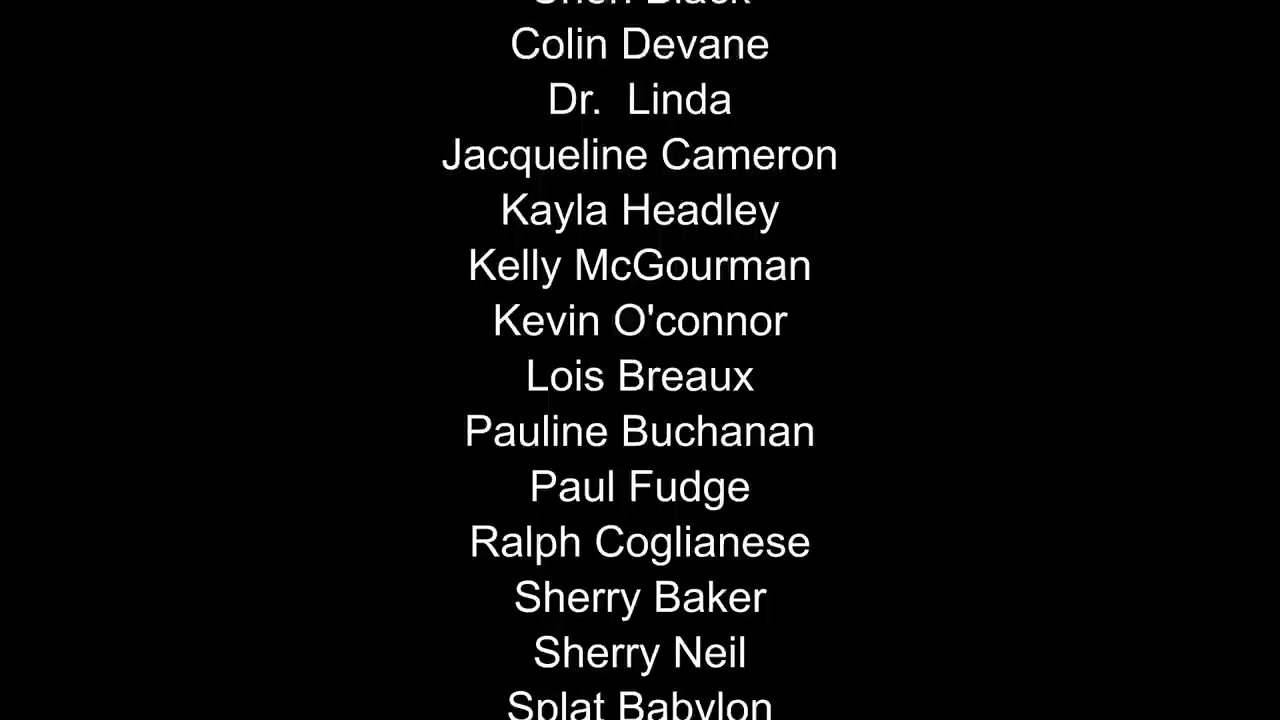 Black
Colin Devane
Dr.  Linda
Jacqueline Cameron
Kayla Headley
Kelly McGourman
Kevin O'connor
Lois Breaux
Pauline Buchanan
Paul Fudge
Ralph Coglianese
Sherry Baker
Sherry Neil
Splat Babylon